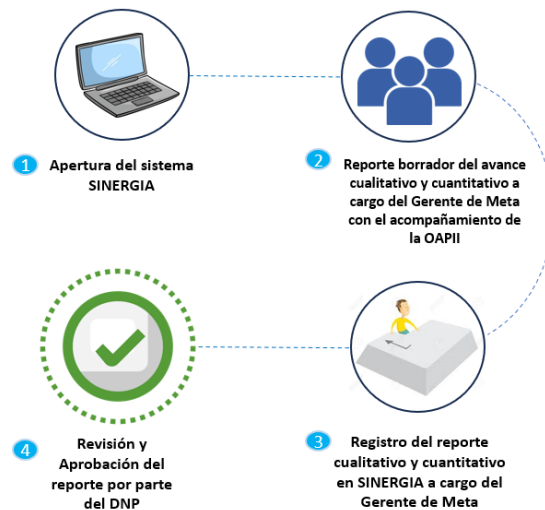 1
Apertura del sistema
SINERGIA
2
Reporte borrador del avance
cualitativo y cuantitativo a
cargo del Gerente de Meta
con el acompañamiento de
la OAPII
3
Registro del reporte
cualitativo y cuantitativo
en SINERGIA a cargo del
Gerente de Meta
4
Revisión y
Aprobación del
reporte por parte
del DNP